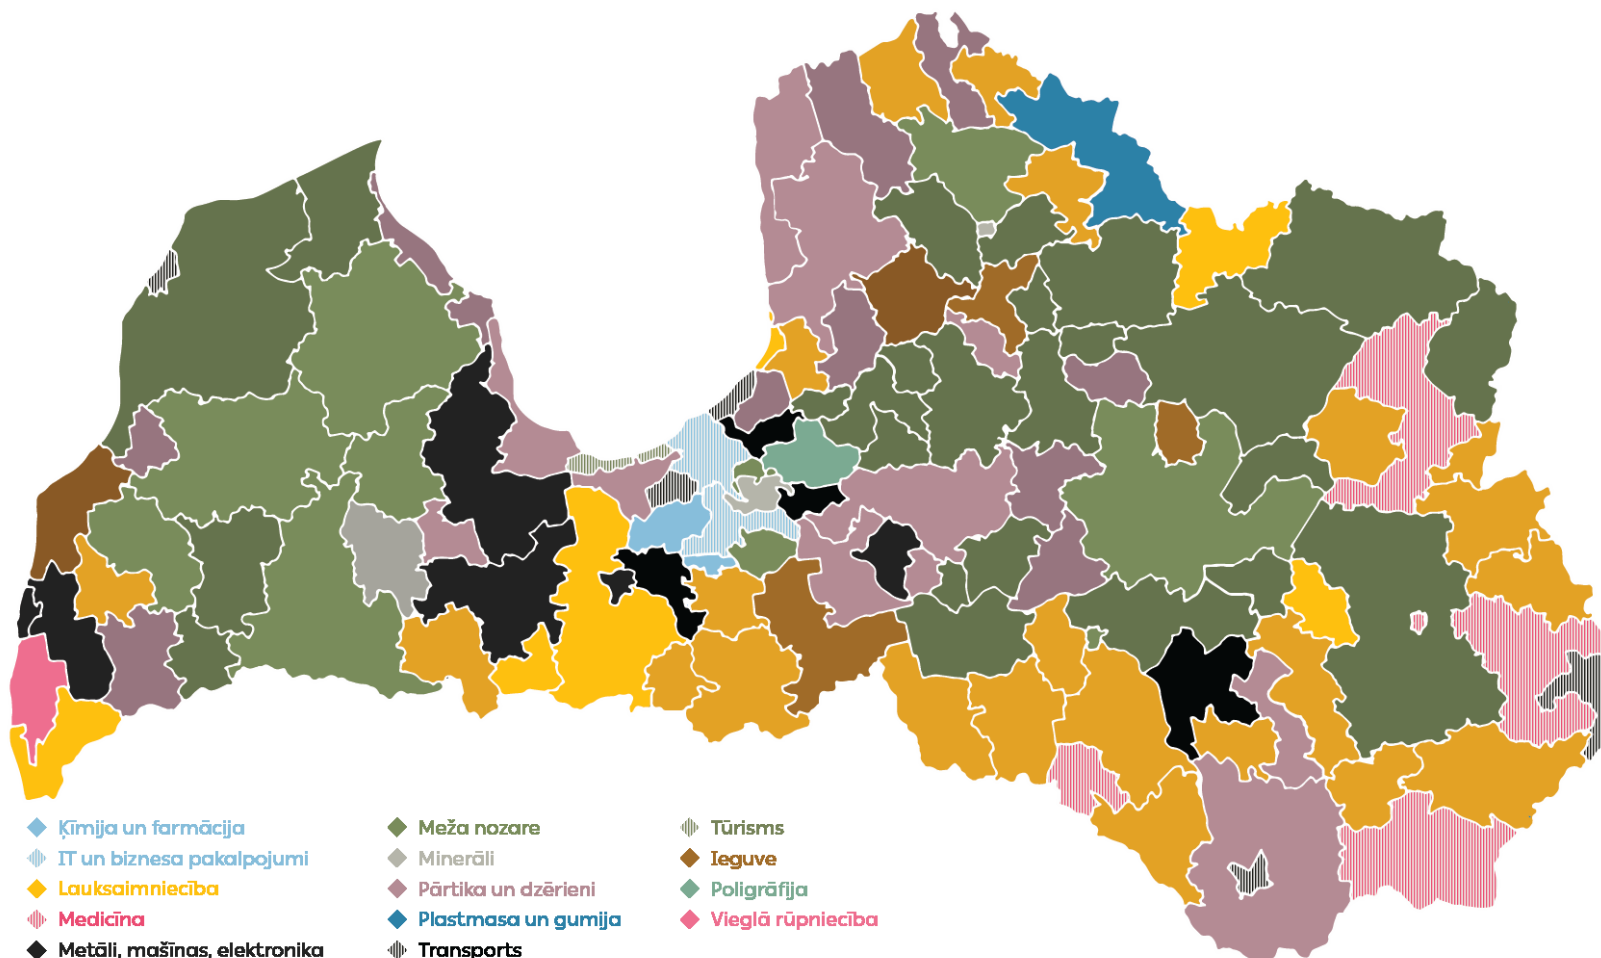 Ķīmija un farmācija
IT un biznesa pakalpojumi
Lauksaimniecība
Medicīna
Metāli, mašīnas, elektronika
Meža nozare
Minerāli
Pārtika un dzērieni
Plastmasa un gumija
Transports
Tūrisms
Ieguve
Poligrāfija
Vieglā rūpniecība